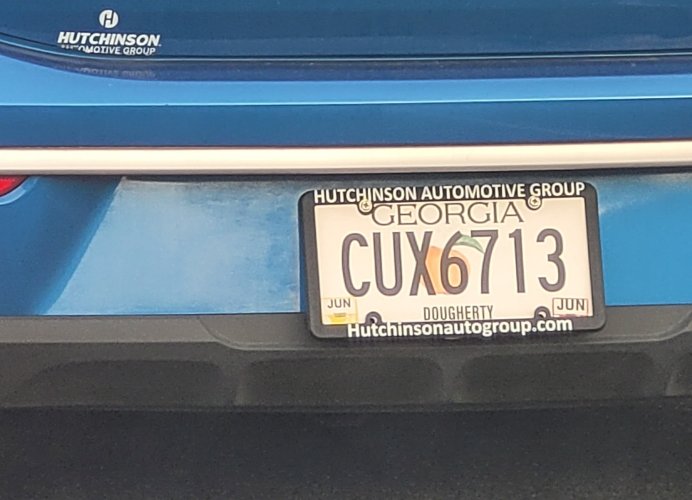 HUTCHINSON
AUTOMOTIVE GROUP
HUTCHINSON AUTOMOTIVE GROUP
GEORGIA
CUX6713
JUN
DOUGHERTY
JUN
Hutchinsonautogroup.com